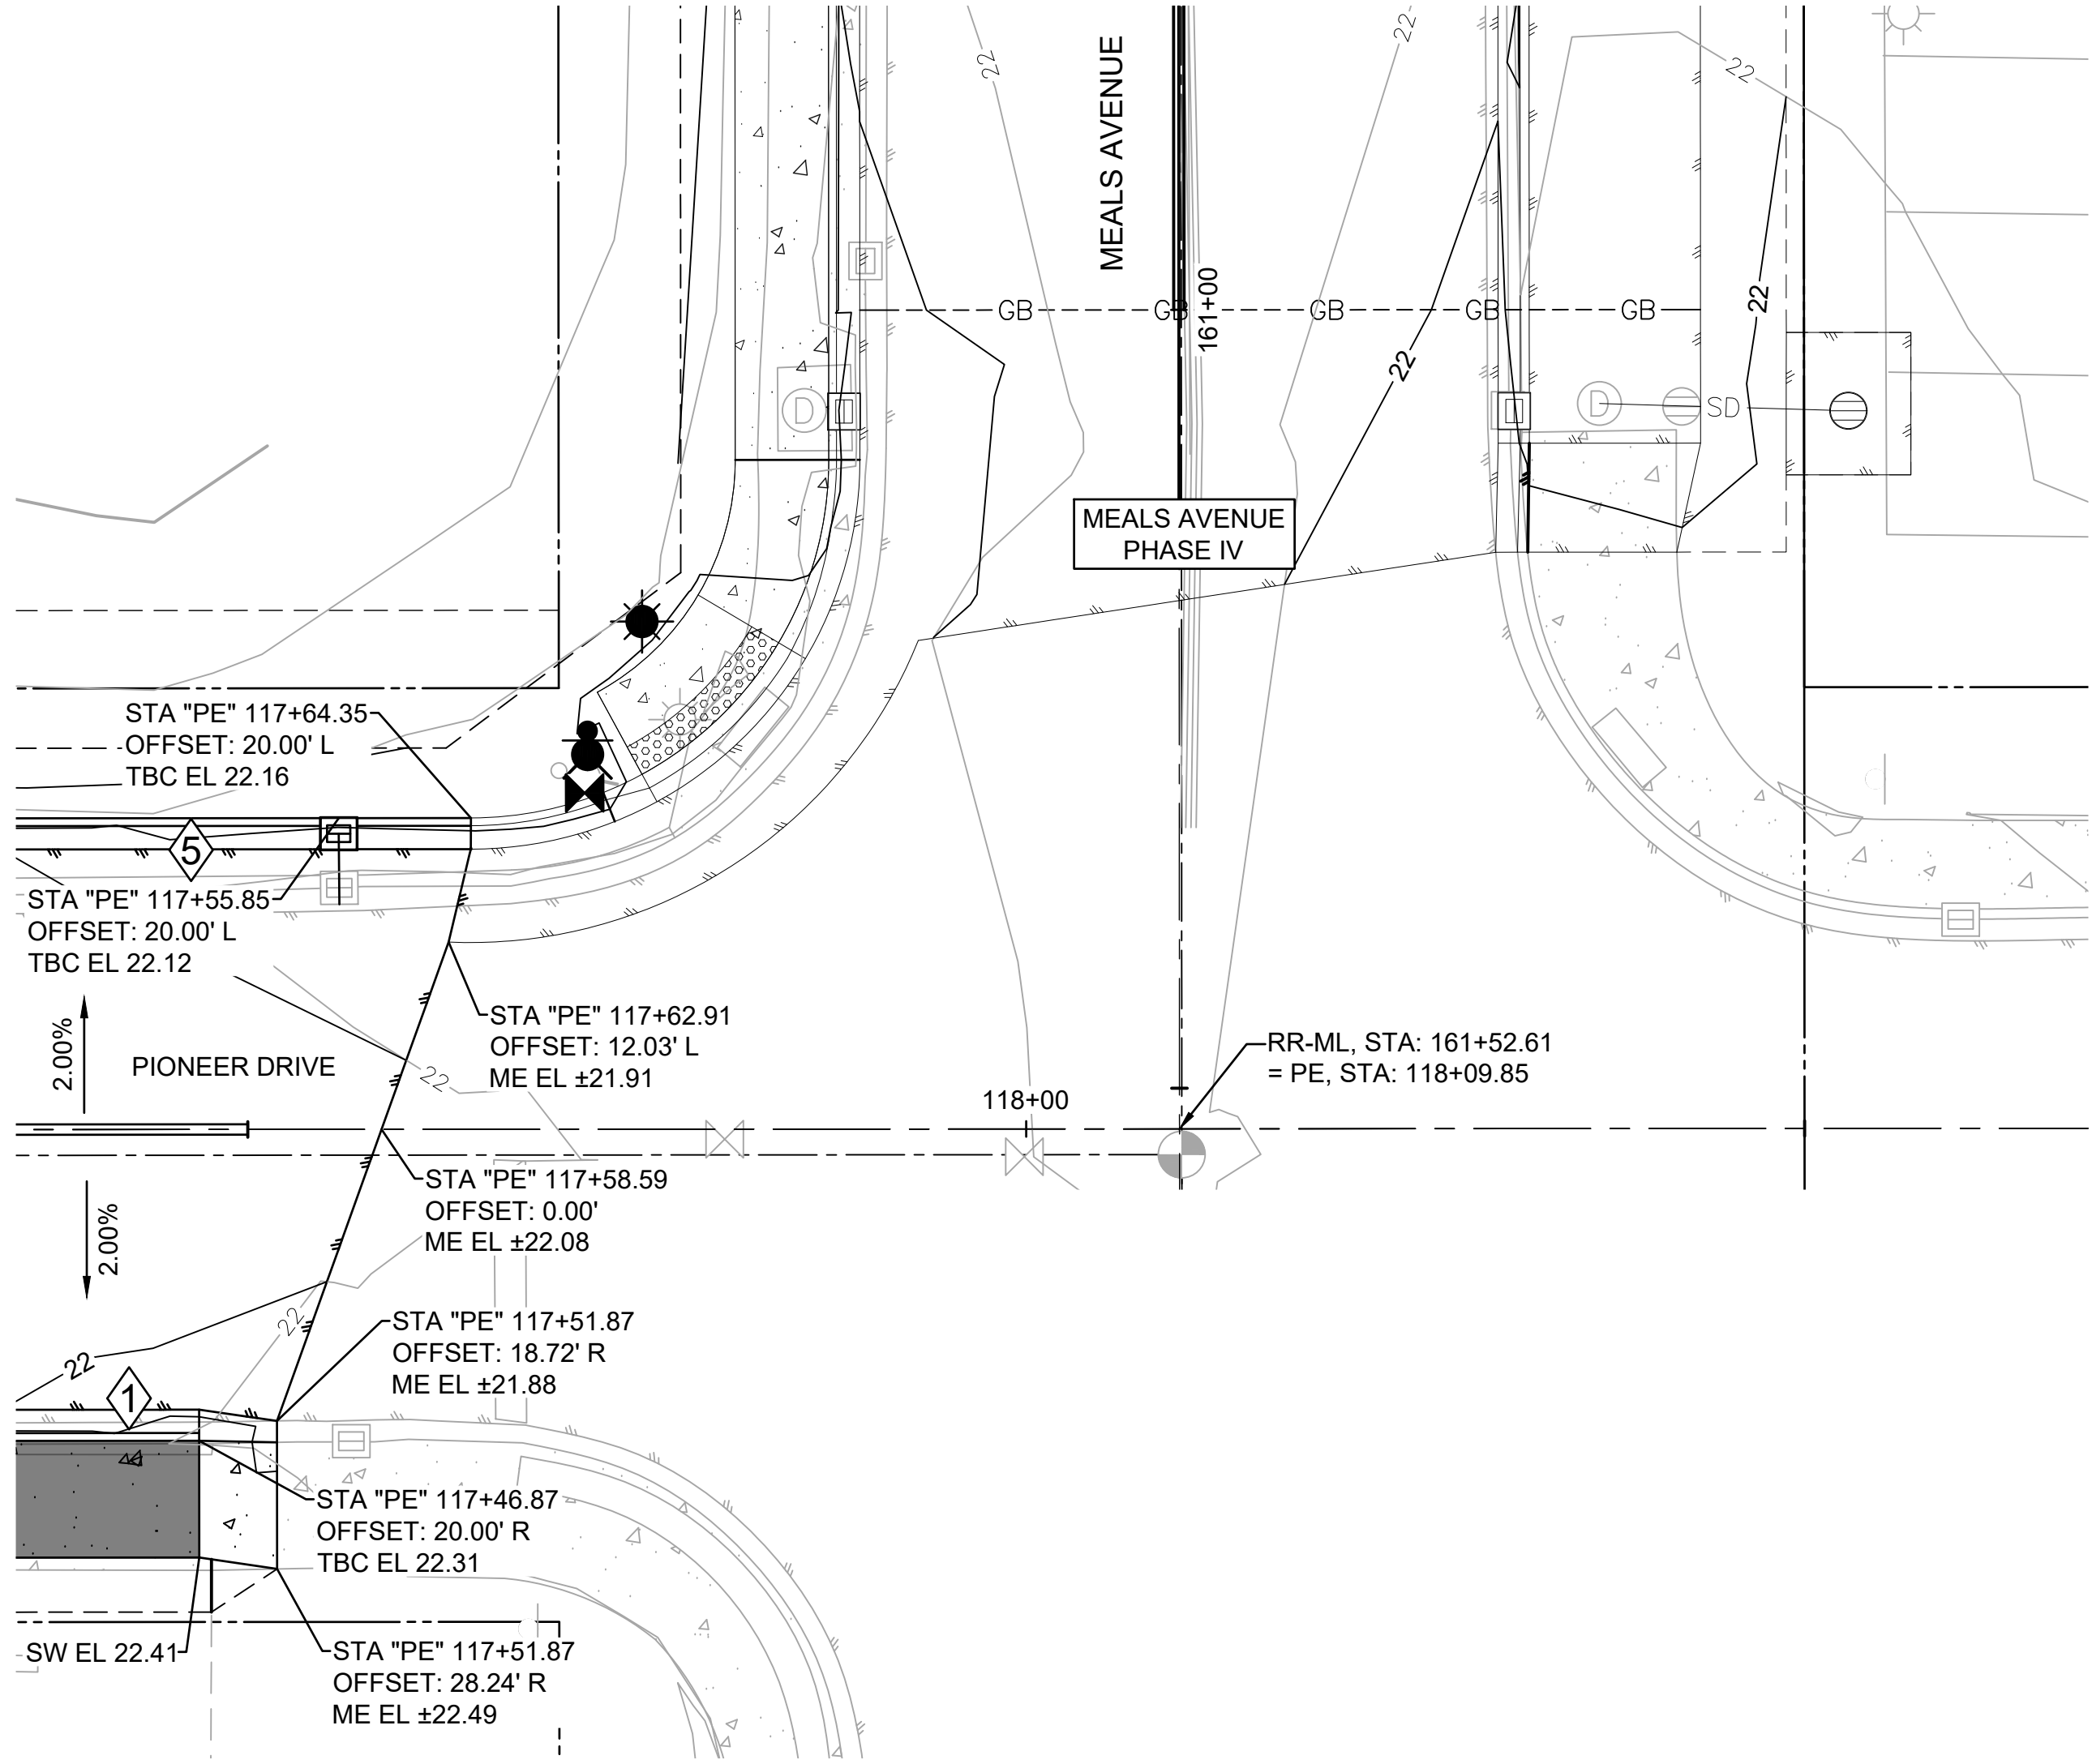 22
22
22
MEALS AVENUE
161+00
GB
GB
GB
GB
GB
22
22
D
D
SD
MEALS AVENUE
PHASE IV
STA "PE" 117+64.35
OFFSET: 20.00' L
TBC EL 22.16
5
STA "PE" 117+55.85
OFFSET: 20.00' L
TBC EL 22.12
STA "PE" 117+62.91
OFFSET: 12.03' L
ME EL ±21.91
2.00%
PIONEER DRIVE
22
118+00
RR-ML, STA: 161+52.61
= PE, STA: 118+09.85
STA "PE" 117+58.59
OFFSET: 0.00'
ME EL ±22.08
2.00%
22
STA "PE" 117+51.87
OFFSET: 18.72' R
ME EL ±21.88
22
1
STA "PE" 117+46.87
OFFSET: 20.00' R
TBC EL 22.31
SW EL 22.41
STA "PE" 117+51.87
OFFSET: 28.24' R
ME EL ±22.49